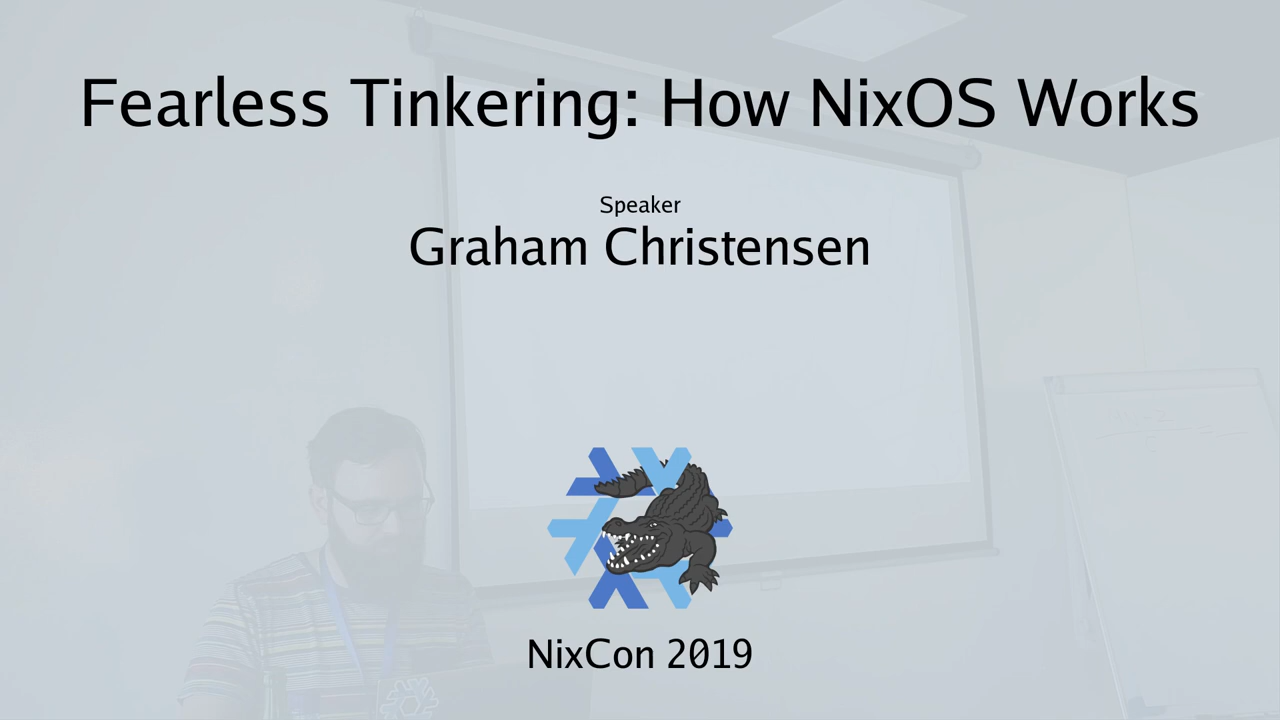 Fearless Tinkering: How NixOS Works
Speaker
Graham Christensen
NixCon 2019